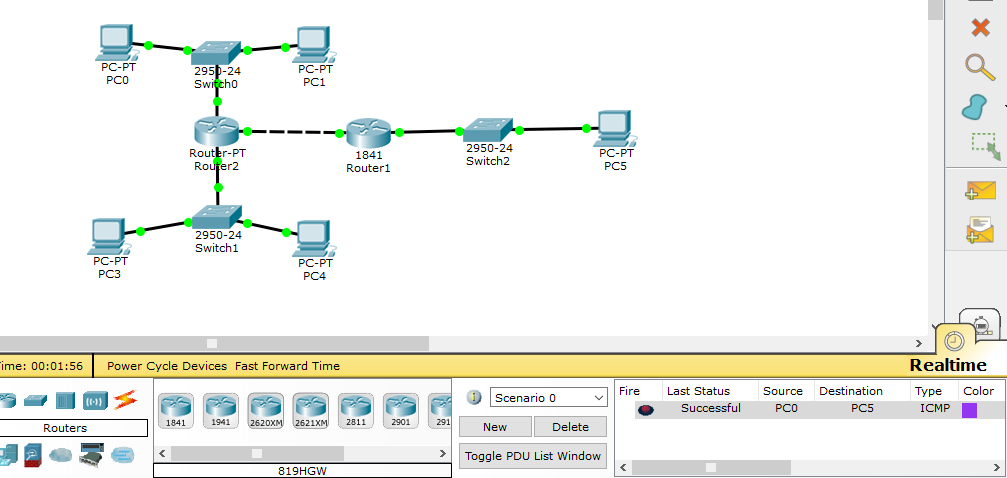 PC-PT
PC0
2950-24
Switch0
PC-PT
PC1
Router-PT
Router2
1841
Router1
2950-24
Switch2
PC-PT
PC5
2950-24
Switch1
PC-PT
PC3
PC-PT
PC4
Time: 00:01:56
Power Cycle Devices Fast Forward Time
Realtime
Routers
1841
1941
2620XM
2621XM
2811
2901
291
819HGW
Scenario 0
New
Delete
Toggle PDU List Window
Fire Last Status Source Destination Type Color
Successful PC0 PC5 ICMP